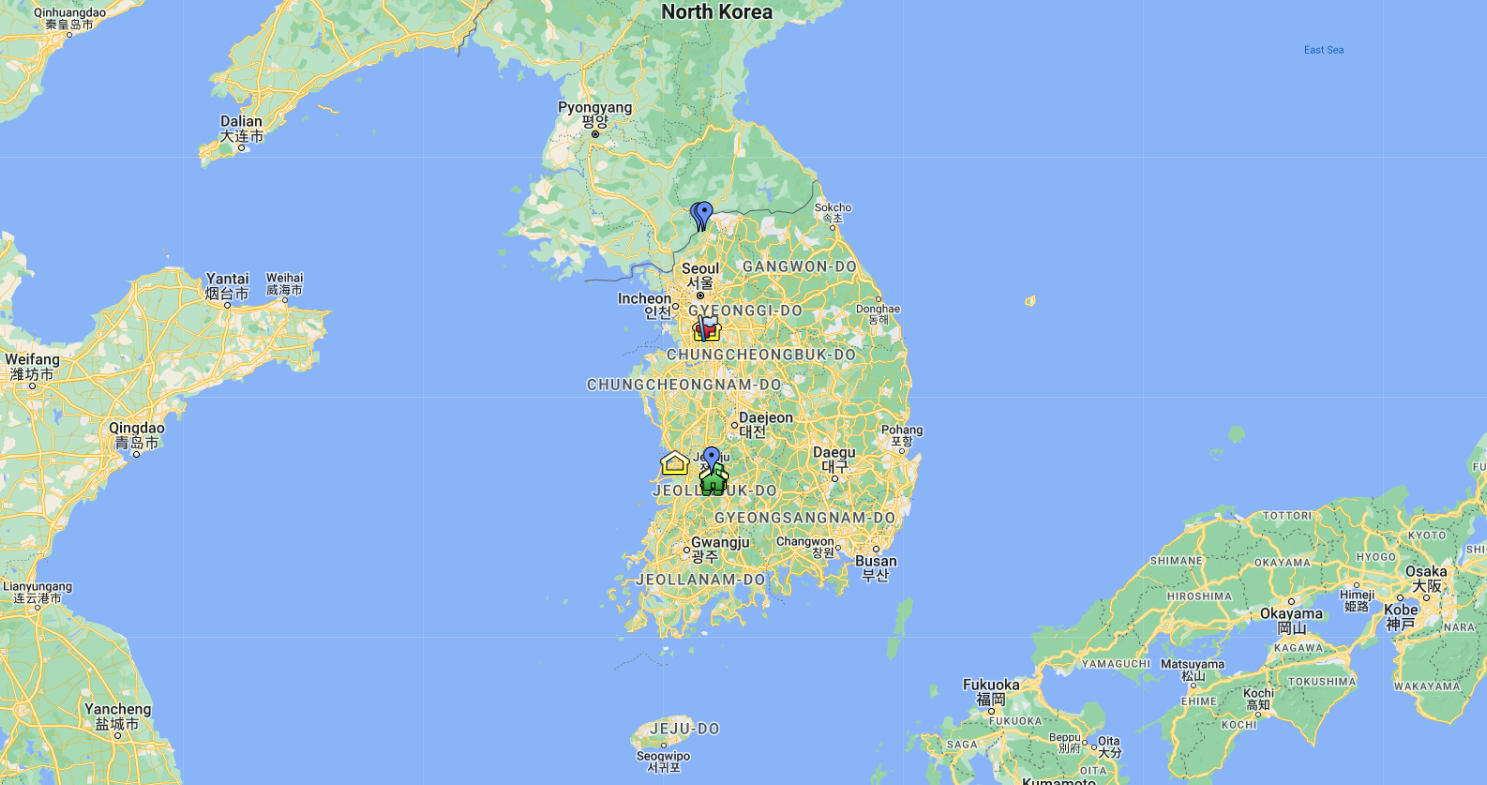 North Korea
Qinhuangdao
秦皇岛市
East Sea
Pyongyang
평양
Dalian
大连市
Sokcho
속초
Seoul
서울
GANGWON-DO
Yantai
烟台市
Weihai
威海市
Incheon
인천
GYEONGGI-DO
Donghae
동해
CHUNGCHEONGBUK-DO
Weifang
潍坊市
CHUNGCHEONGNAM-DO
Daejeon
대전
Qingdao
青岛市
Pohang
포항
Daegu
대구
GYEONGSANGNAM-DO
TOTTORI
KYOTO
Gwangju
광주
Changwon
창원
Busan
부산
SHIMANE
OKAYAMA
HYOGO
Osaka
大阪
JEOLLANAM-DO
Lianyungang
连云港市
HIROSHIMA
Himeji
姫路
Okayama
岡山
Kobe
神戸
NARA
KAGAWA
YAMAGUCHI
Matsuyama
松山
TOKUSHIMA
WAKAYAMA
Fukuoka
福岡
EHIME
Kochi
高知
KOCHI
Yancheng
盐城市
FUKUOKA
JEJU-DO
Seogwipo
서귀포
SAGA
Beppu
別府
Oita
大分
OITA
Kumamoto